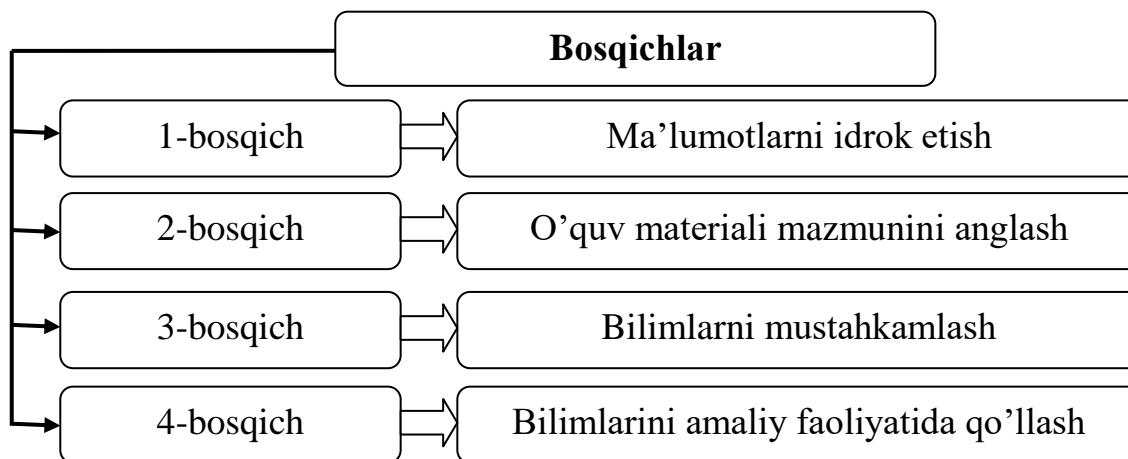 Bosqichlar
1-bosqich
Ma’lumotlarni idrok etish
2-bosqich
O’quv materiali mazmunini anglash
3-bosqich
Bilimlarni mustahkamlash
4-bosqich
Bilimlarini amaliy faoliyatida qo’llash